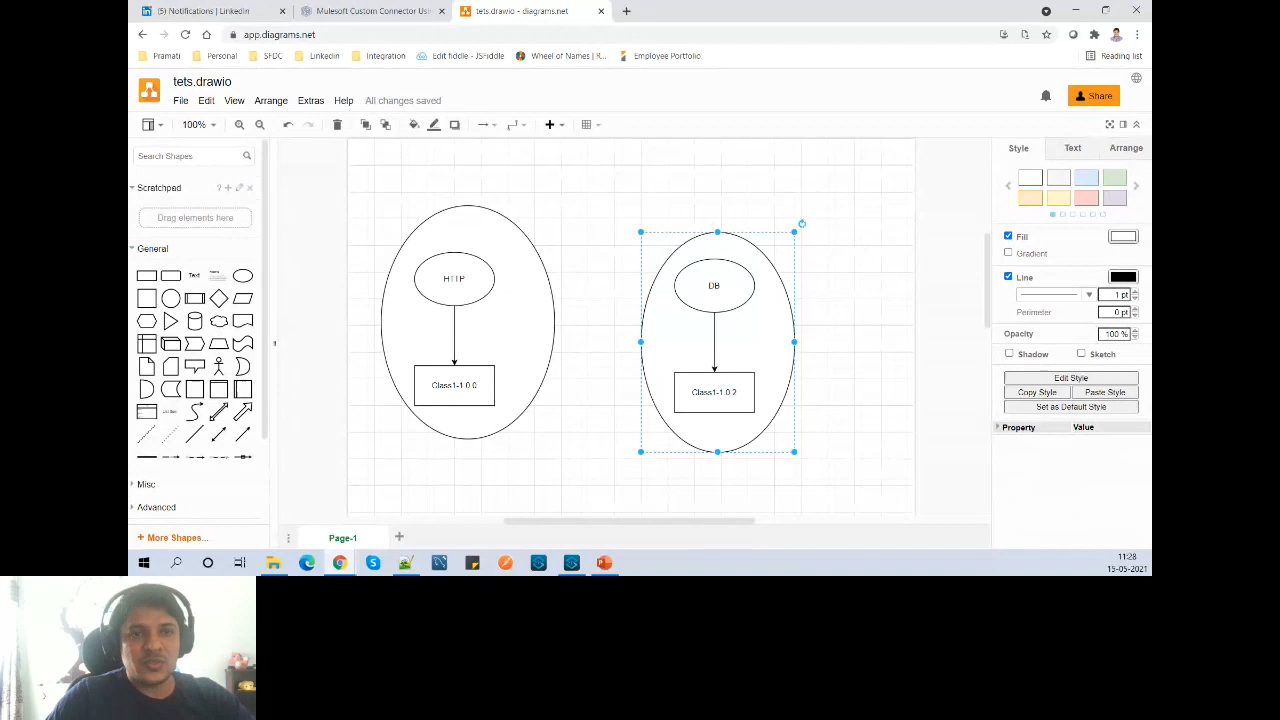 (5) Notifications | LinkedIn
Mulesoft Custom Connector Usin
tets.drawio - diagrams.net
app.diagrams.net
Pramati
Personal
SFDC
Linkedin
Integration
Edit fiddle - JSFiddle
Wheel of Names | R...
Employee Portfolio
Reading list
tets.drawio
File Edit View Arrange Extras Help All changes saved
Share
100%
Search Shapes
Scratchpad
Drag elements here
General
Text
Misc
Advanced
+ More Shapes...
HTTP
Class1-1.0.0
DB
Class1-1.0.2
Style Text Arrange
Fill
Gradient
Line
1 pt
Perimeter 0 pt
Opacity 100 %
Shadow Sketch
Edit Style
Copy Style Paste Style
Set as Default Style
Property Value
Page-1
11:28
15-05-2021